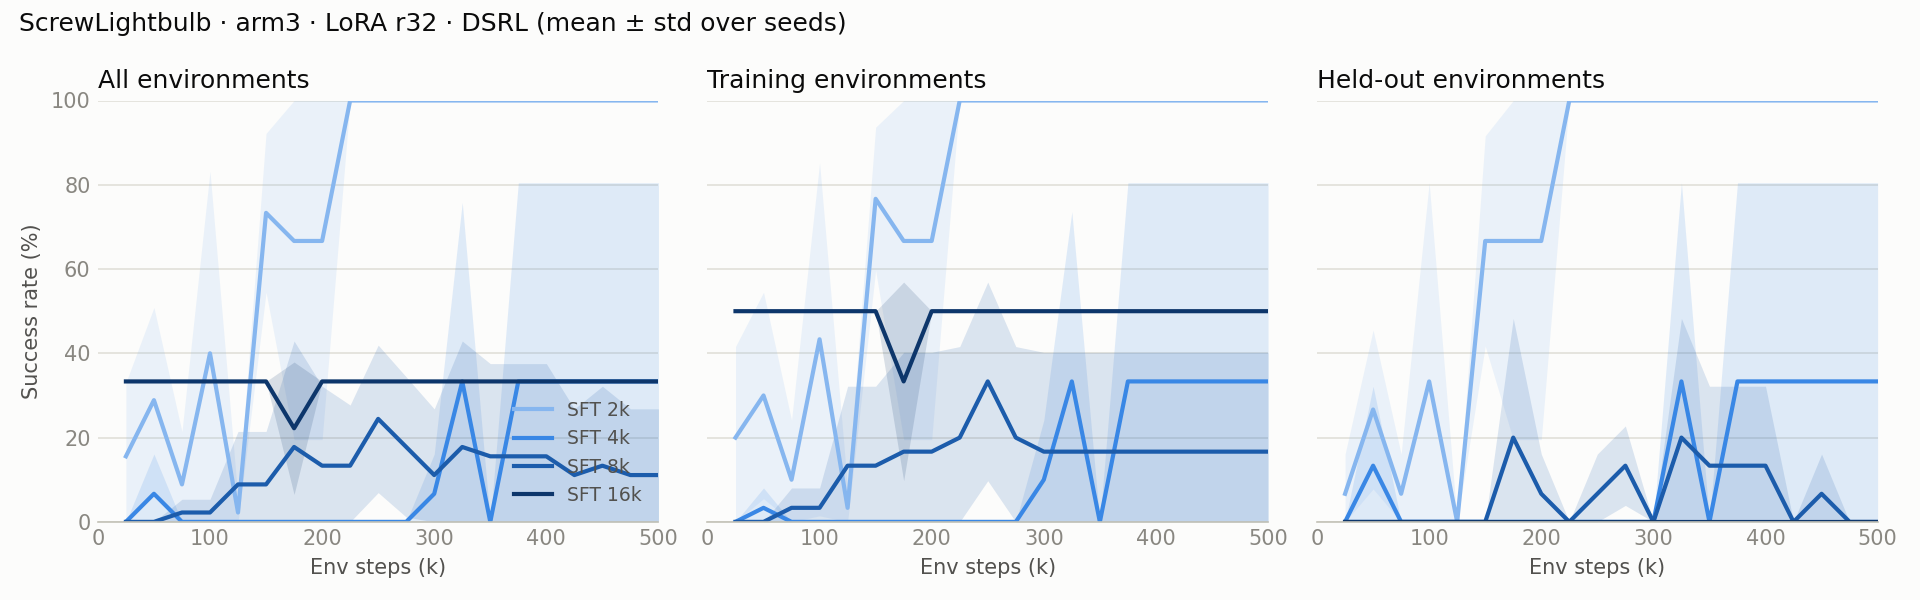 ScrewLightbulb · arm3 · LoRA r32 · DSRL (mean ± std over seeds)
All environments
Training environments
Held-out environments
Success rate (%)
100
80
60
40
20
0
SFT 2k
SFT 4k
SFT 8k
SFT 16k
0 100 200 300 400 500
0 100 200 300 400 500
0 100 200 300 400 500
Env steps (k)
Env steps (k)
Env steps (k)